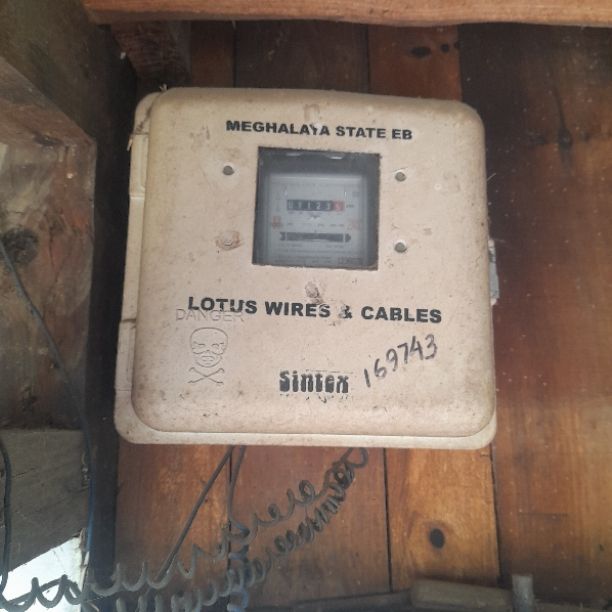 MEGHALAYA STATE EB
LOTUS WIRES & CABLES
DANGER
Sintex
169743